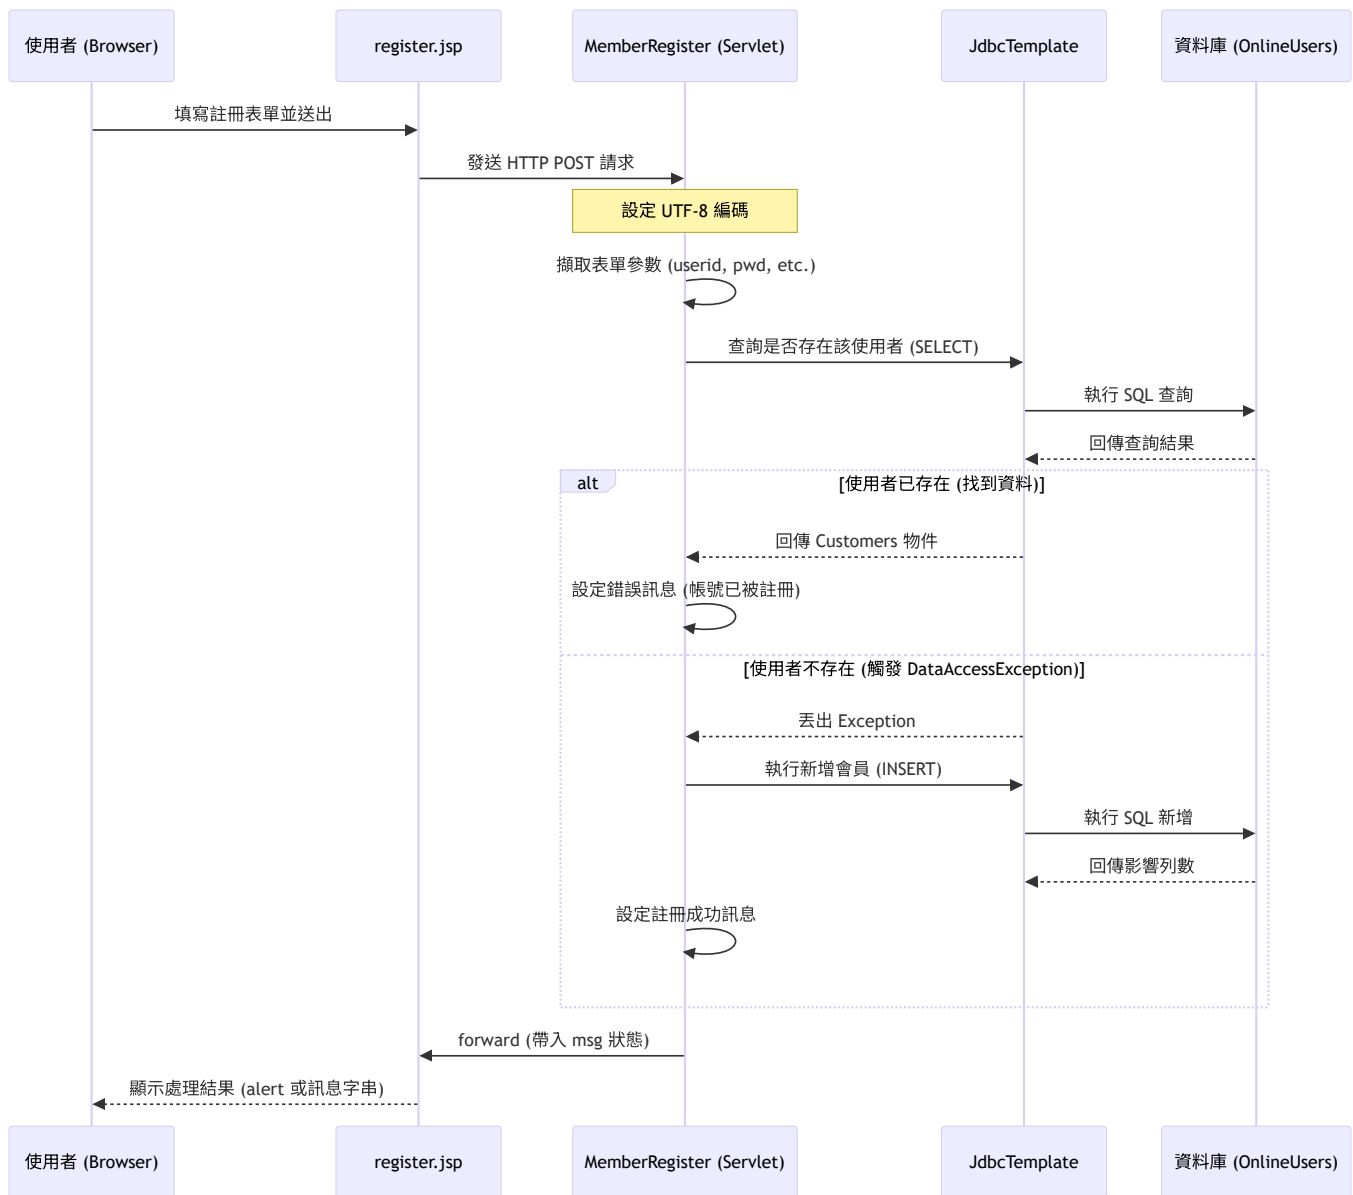 使用者 (Browser)
register.jsp
MemberRegister (Servlet)
JdbcTemplate
資料庫 (OnlineUsers)
填寫註冊表單並送出
發送 HTTP POST 請求
設定 UTF-8 編碼
擷取表單參數 (userid, pwd, etc.)
查詢是否存在該使用者 (SELECT)
執行 SQL 查詢
回傳查詢結果
alt
[使用者已存在 (找到資料)]
回傳 Customers 物件
設定錯誤訊息 (帳號已被註冊)
[使用者不存在 (觸發 DataAccessException)]
丟出 Exception
執行新增會員 (INSERT)
執行 SQL 新增
回傳影響列數
設定註冊成功訊息
forward (帶入 msg 狀態)
顯示處理結果 (alert 或訊息字串)
使用者 (Browser)
register.jsp
MemberRegister (Servlet)
JdbcTemplate
資料庫 (OnlineUsers)